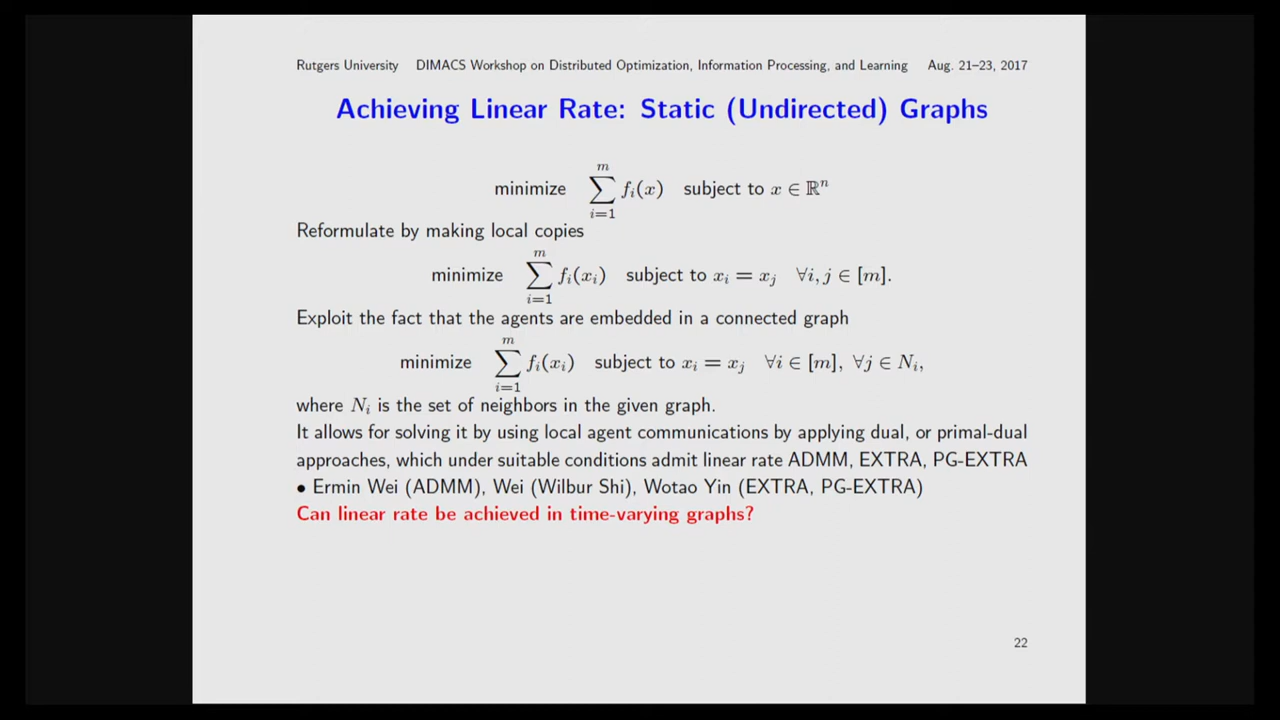 Rutgers University DIMACS Workshop on Distributed Optimization, Information Processing, and Learning Aug. 21–23, 2017
Achieving Linear Rate: Static (Undirected) Graphs
minimize ∑_{i=1}^{m} f_i(x) subject to x ∈ ℝ^n
Reformulate by making local copies
minimize ∑_{i=1}^{m} f_i(x_i) subject to x_i = x_j ∀i, j ∈ [m].
Exploit the fact that the agents are embedded in a connected graph
minimize ∑_{i=1}^{m} f_i(x_i) subject to x_i = x_j ∀i ∈ [m], ∀j ∈ N_i,
where N_i is the set of neighbors in the given graph.
It allows for solving it by using local agent communications by applying dual, or primal-dual
approaches, which under suitable conditions admit linear rate ADMM, EXTRA, PG-EXTRA
• Ermin Wei (ADMM), Wei (Wilbur Shi), Wotao Yin (EXTRA, PG-EXTRA)
Can linear rate be achieved in time-varying graphs?
22